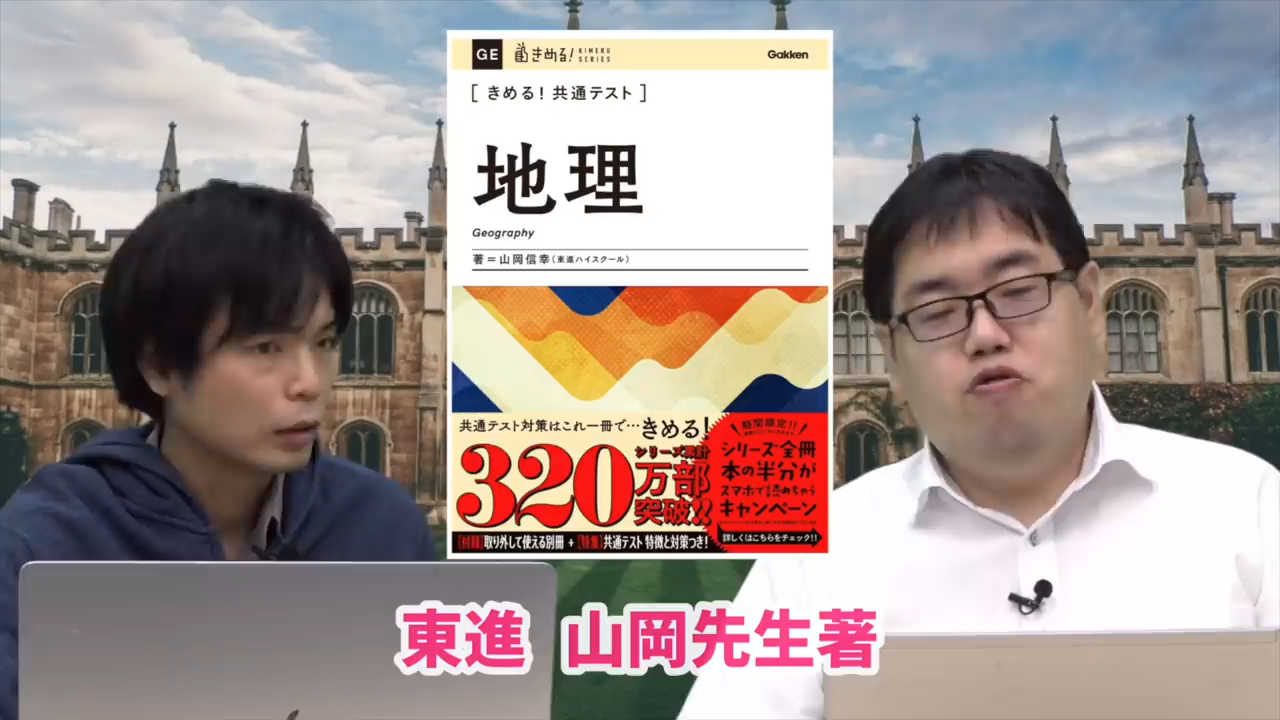 GE
きめる!
KIMERU
SERIES
Gakken
[ きめる! 共通テスト ]
地理
Geography
著=山岡信幸(東進ハイスクール)
共通テスト対策はこれ一冊で…きめる!
シリーズ累計
320万部
突破!!
期間限定!!
シリーズ全冊
本の半分が
スマホで読めちゃう
キャンペーン
詳しくはこちらをチェック!!
[付録]取り外して使える別冊 + [特集]共通テスト 特徴と対策つき!
東進 山岡先生著